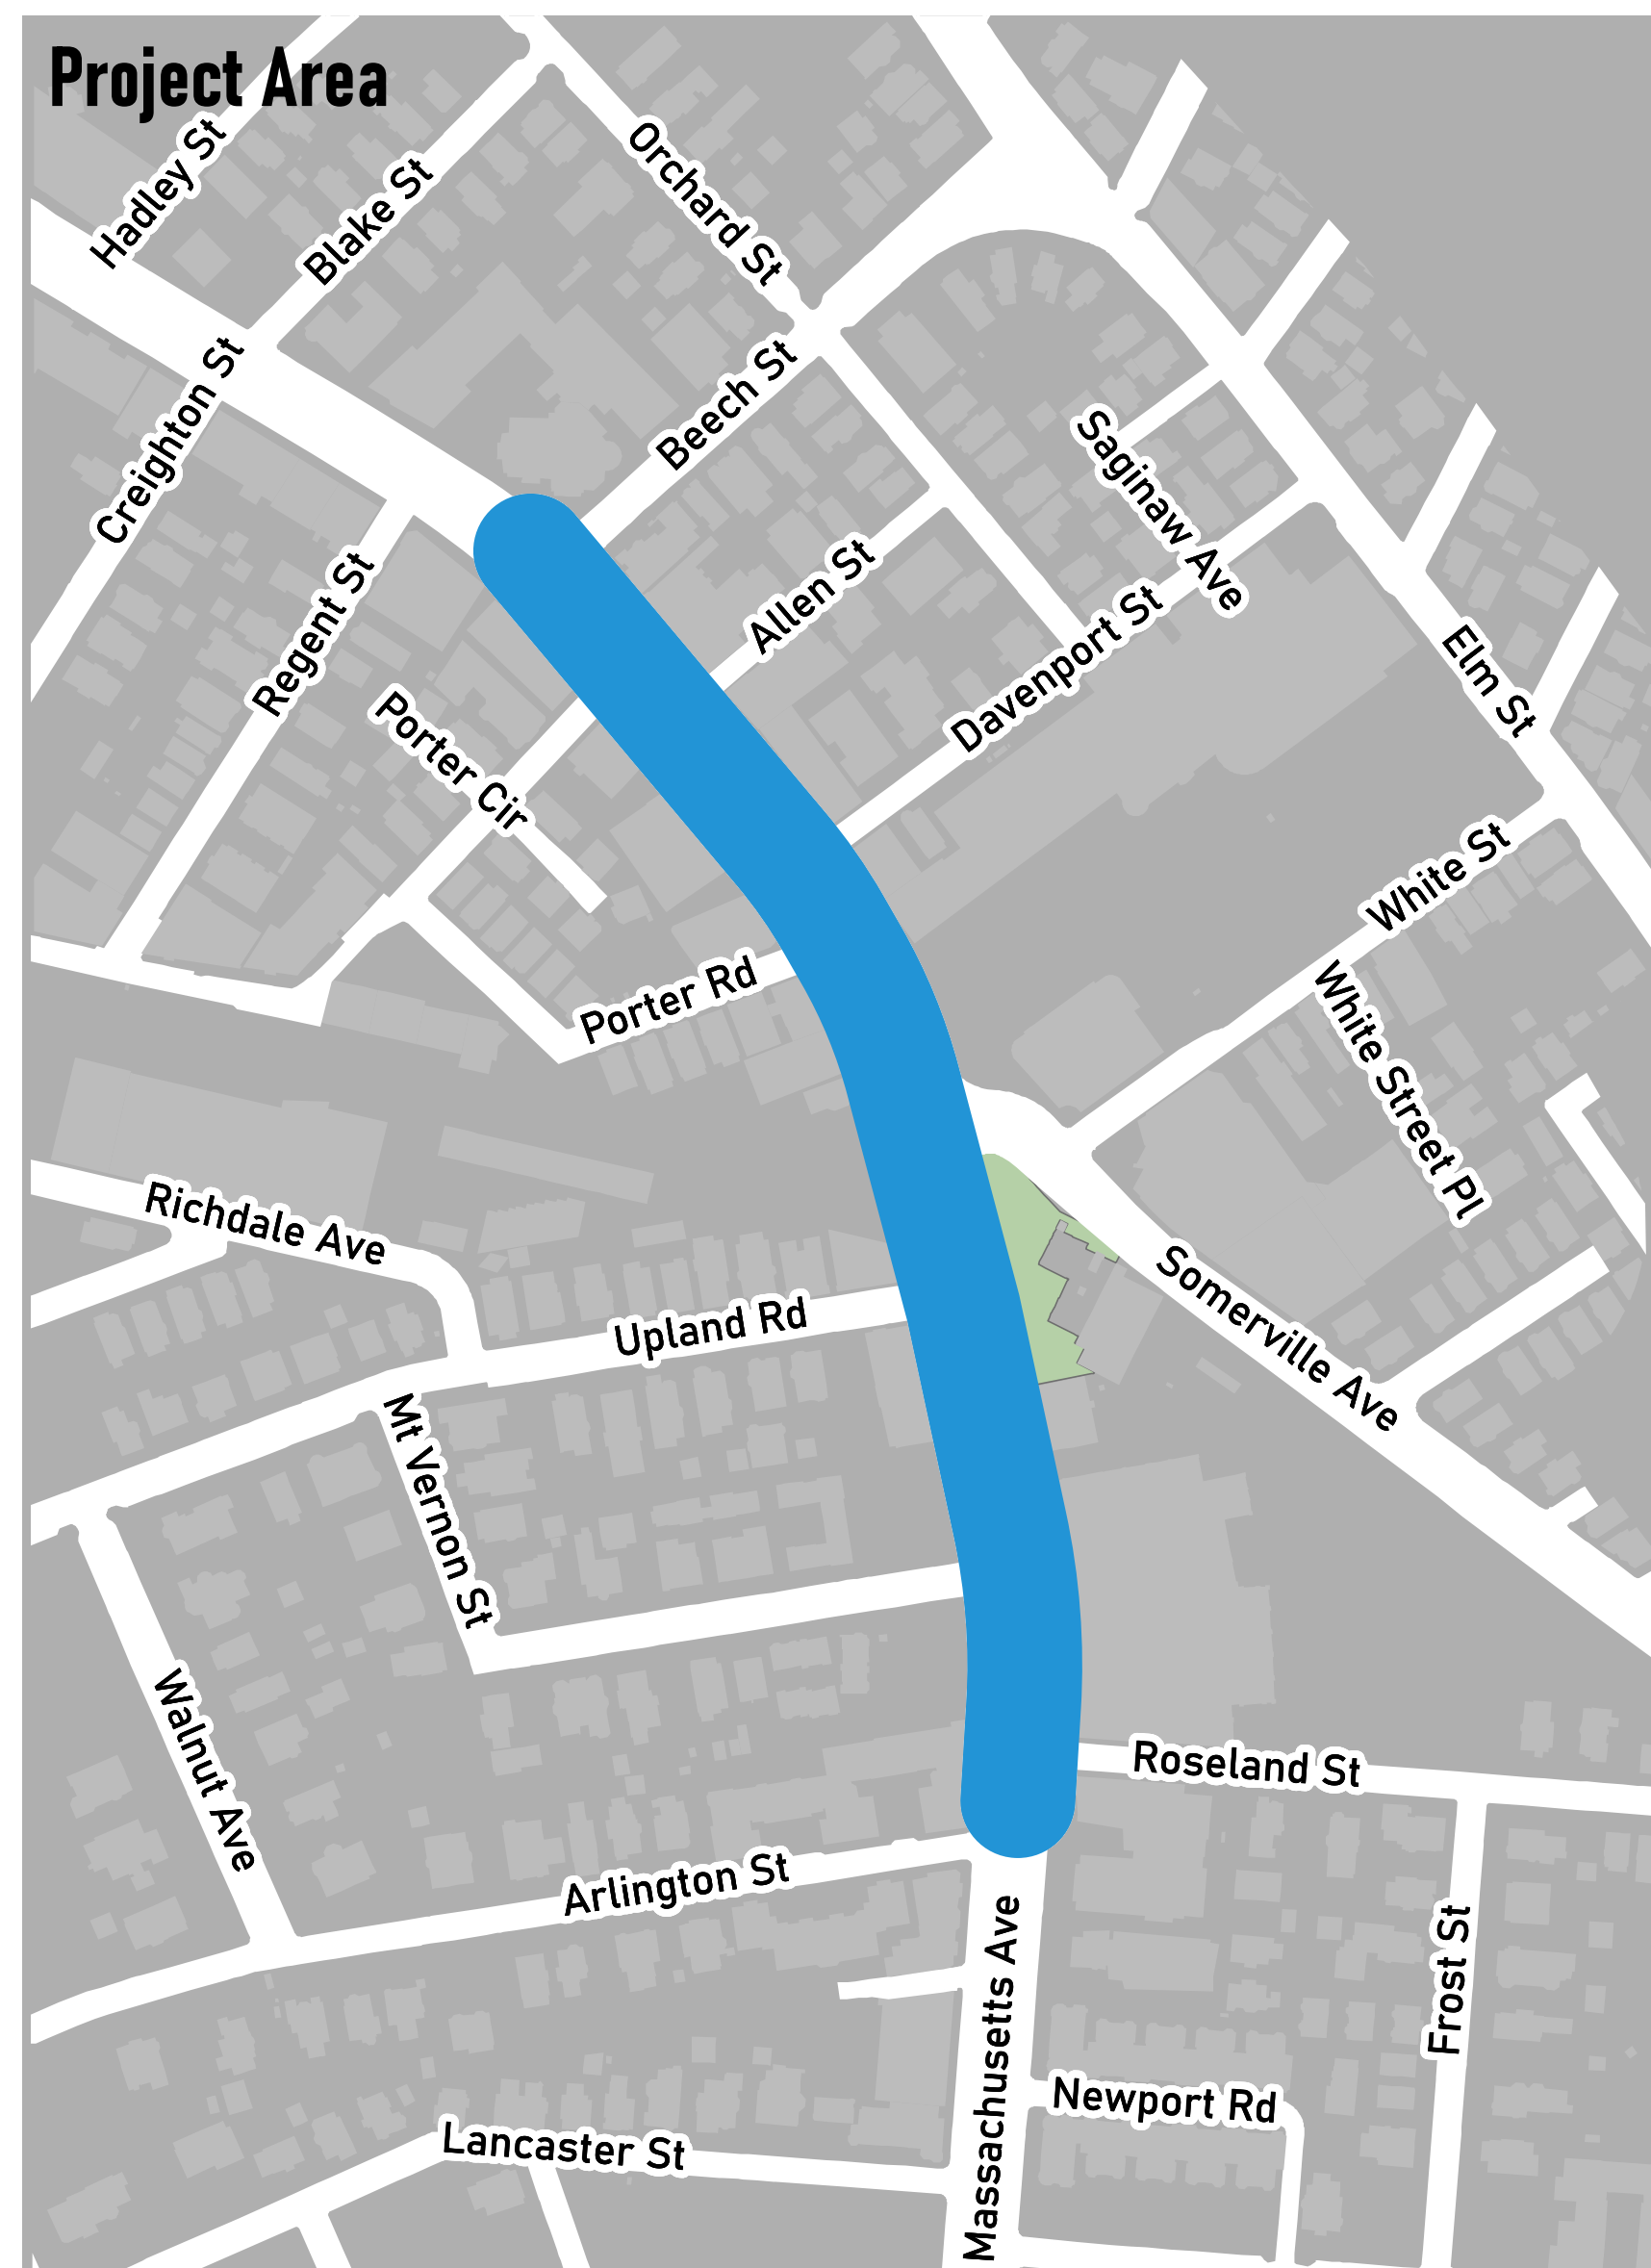 Project Area
Hadley St
Blake St
Orchard St
Creighton St
Beech St
Saginaw Ave
Regent St
Allen St
Davenport St
Elm St
Porter Cir
White St
Porter Rd
White Street Pl
Richdale Ave
Upland Rd
Somerville Ave
Mt Vernon St
Walnut Ave
Roseland St
Arlington St
Massachusetts Ave
Frost St
Newport Rd
Lancaster St